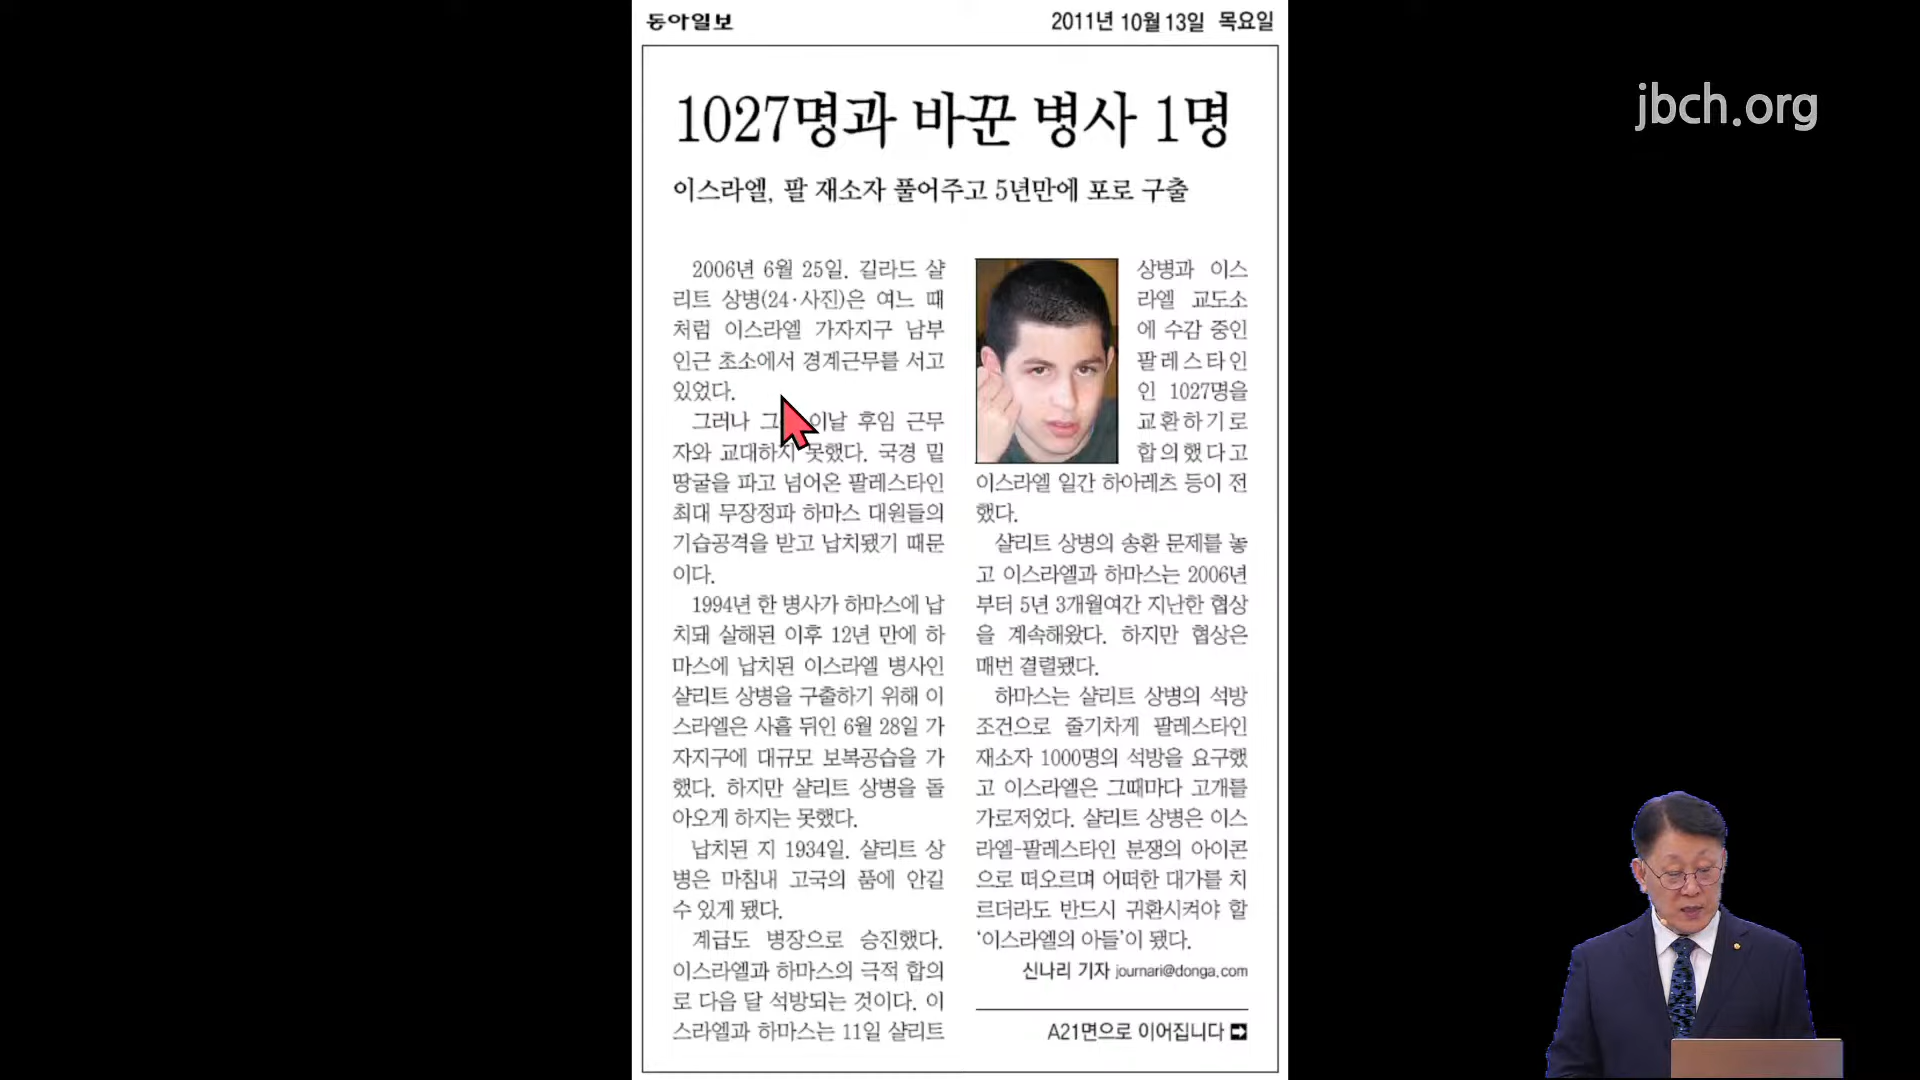 동아일보
2011년 10월 13일 목요일
jbch.org
1027명과 바꾼 병사 1명
이스라엘, 팔 재소자 풀어주고 5년만에 포로 구출
2006년 6월 25일. 길라드 샬
리트 상병(24·사진)은 여느 때
처럼 이스라엘 가자지구 남부
인근 초소에서 경계근무를 서고
있었다.
그러나 이날 후임 근무
자와 교대하지 못했다. 국경 밑
땅굴을 파고 넘어온 팔레스타인
최대 무장정파 하마스 대원들의
기습공격을 받고 납치됐기 때문
이다.
1994년 한 병사가 하마스에 납
치돼 살해된 이후 12년 만에 하
마스에 납치된 이스라엘 병사인
샬리트 상병을 구출하기 위해 이
스라엘은 사흘 뒤인 6월 28일 가
자지구에 대규모 보복공습을 가
했다. 하지만 샬리트 상병을 돌
아오게 하지는 못했다.
납치된 지 1934일. 샬리트 상
병은 마침내 고국의 품에 안길
수 있게 됐다.
계급도 병장으로 승진했다.
이스라엘과 하마스의 극적 합의
로 다음 달 석방되는 것이다. 이
스라엘과 하마스는 11일 샬리트
상병과 이스
라엘 교도소
에 수감 중인
팔레스타인
인 1027명을
교환하기로
합의했다고
이스라엘 일간 하아레츠 등이 전
했다.
샬리트 상병의 송환 문제를 놓
고 이스라엘과 하마스는 2006년
부터 5년 3개월여간 지난한 협상
을 계속해왔다. 하지만 협상은
매번 결렬됐다.
하마스는 샬리트 상병의 석방
조건으로 줄기차게 팔레스타인
재소자 1000명의 석방을 요구했
고 이스라엘은 그때마다 고개를
가로저었다. 샬리트 상병은 이스
라엘-팔레스타인 분쟁의 아이콘
으로 떠오르며 어떠한 대가를 치
르더라도 반드시 귀환시켜야 할
‘이스라엘의 아들’이 됐다.
신나리 기자 journari@donga.com
A21면으로 이어집니다